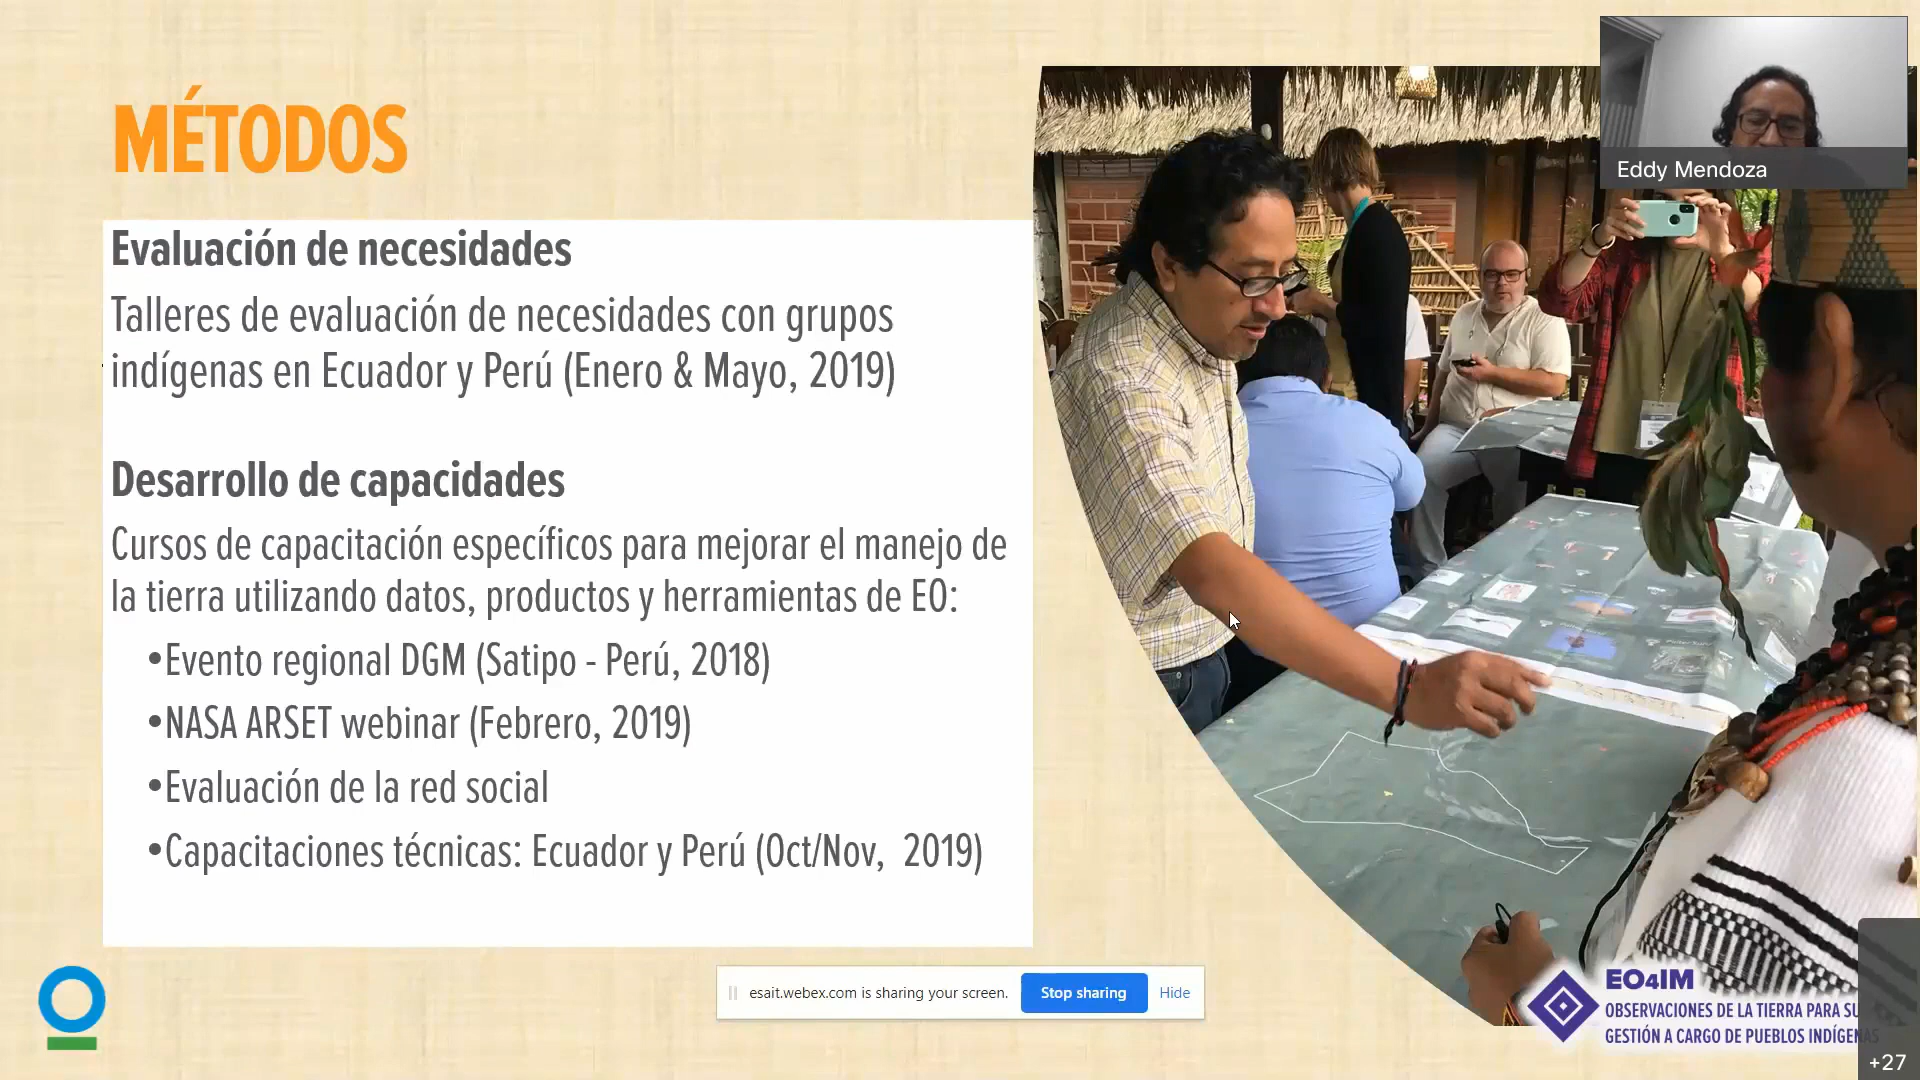 MÉTODOS
Evaluación de necesidades
Talleres de evaluación de necesidades con grupos
indígenas en Ecuador y Perú (Enero & Mayo, 2019)
Desarrollo de capacidades
Cursos de capacitación específicos para mejorar el manejo de
la tierra utilizando datos, productos y herramientas de EO:
•Evento regional DGM (Satipo - Perú, 2018)
•NASA ARSET webinar (Febrero, 2019)
•Evaluación de la red social
•Capacitaciones técnicas: Ecuador y Perú (Oct/Nov, 2019)
Eddy Mendoza
esait.webex.com is sharing your screen.
Stop sharing
Hide
EO4IM
OBSERVACIONES DE LA TIERRA PARA SU
GESTIÓN A CARGO DE PUEBLOS INDÍGENAS
+27